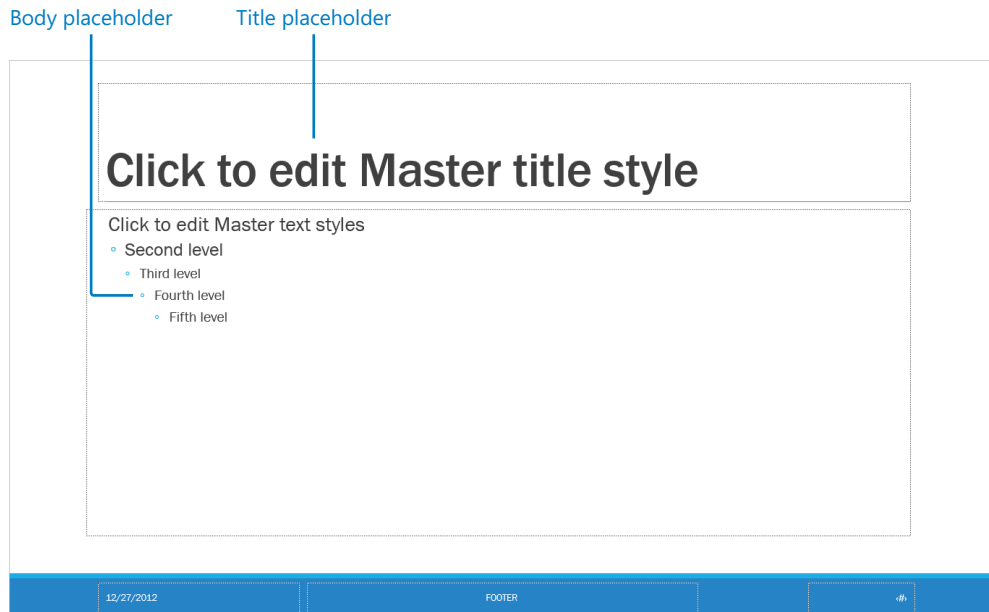 Body placeholder Title placeholder
Click to edit Master title style
Click to edit Master text styles
Second level
Third level
Fourth level
Fifth level
12/27/2012 FOOTER ‹#›